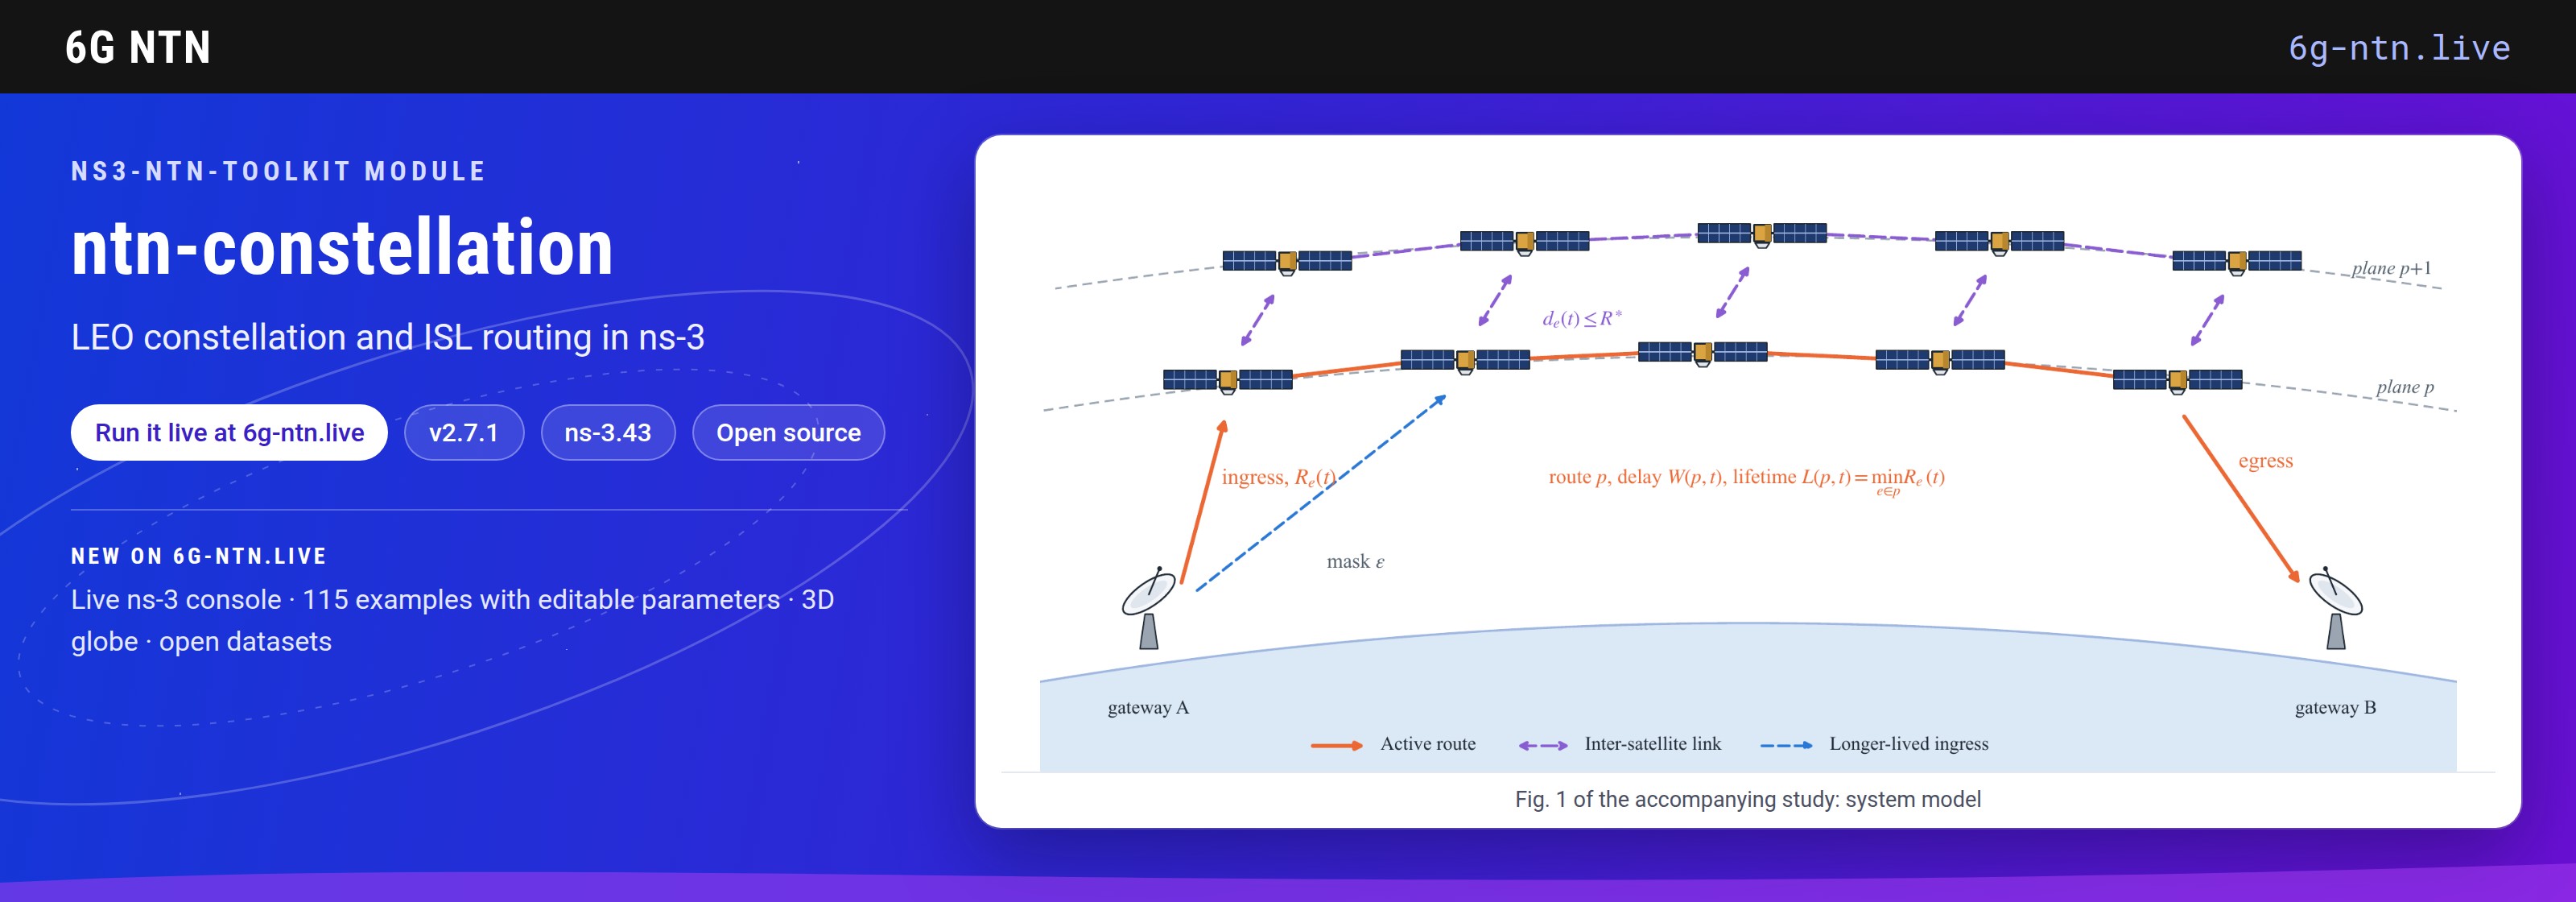 6G NTN
6g-ntn.live
NS3-NTN-TOOLKIT MODULE
ntn-constellation
LEO constellation and ISL routing in ns-3
Run it live at 6g-ntn.live
v2.7.1
ns-3.43
Open source
NEW ON 6G-NTN.LIVE
Live ns-3 console · 115 examples with editable parameters · 3D
globe · open datasets
plane p+1
d_e(t) ≤ R*
plane p
ingress, R_e(t)
route p, delay W(p, t), lifetime L(p, t) = min_{e∈p} R_e(t)
egress
mask ε
gateway A
gateway B
Active route
Inter-satellite link
Longer-lived ingress
Fig. 1 of the accompanying study: system model